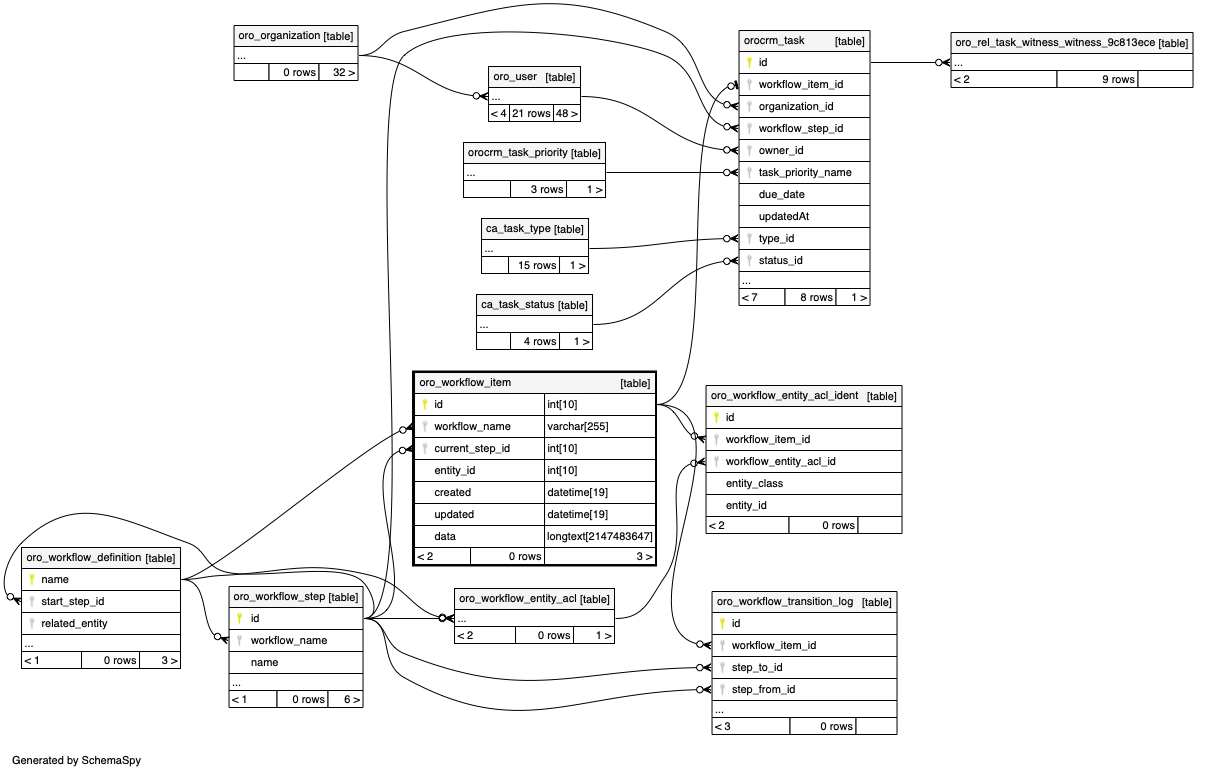 oro_organization [table]
...
0 rows 32 >
oro_user [table]
...
< 4 21 rows 48 >
orocrm_task_priority [table]
...
3 rows 1 >
ca_task_type [table]
...
15 rows 1 >
ca_task_status [table]
...
4 rows 1 >
orocrm_task [table]
id
workflow_item_id
organization_id
workflow_step_id
owner_id
task_priority_name
due_date
updatedAt
type_id
status_id
...
< 7 8 rows 1 >
oro_rel_task_witness_witness_9c813ece [table]
...
< 2 9 rows
oro_workflow_item [table]
id int[10]
workflow_name varchar[255]
current_step_id int[10]
entity_id int[10]
created datetime[19]
updated datetime[19]
data longtext[2147483647]
< 2 0 rows 3 >
oro_workflow_entity_acl_ident [table]
id
workflow_item_id
workflow_entity_acl_id
entity_class
entity_id
< 2 0 rows
oro_workflow_definition [table]
name
start_step_id
related_entity
...
< 1 0 rows 3 >
oro_workflow_step [table]
id
workflow_name
name
...
< 1 0 rows 6 >
oro_workflow_entity_acl [table]
...
< 2 0 rows 1 >
oro_workflow_transition_log [table]
id
workflow_item_id
step_to_id
step_from_id
...
< 3 0 rows
Generated by SchemaSpy